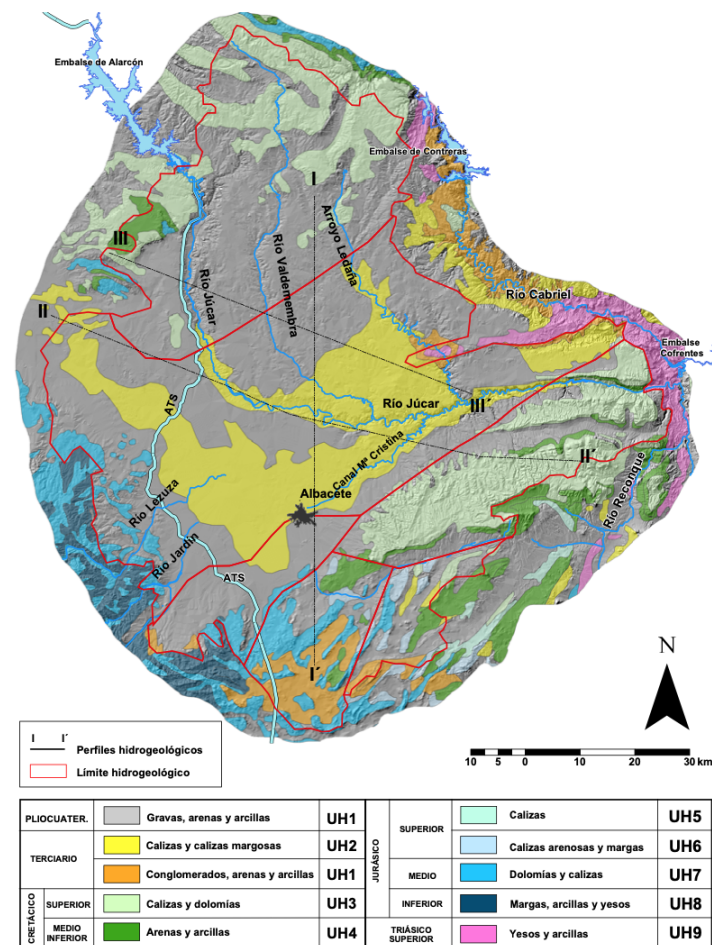 Embalse de Alarcón
Embalse de Contreras
I
Arroyo Ledaña
III
Río Júcar
Río Valdemembra
Río Cabriel
II
Embalse
Cofrentes
ATS
Río Júcar
III´
Canal Mª Cristina
II´
Albacete
Río Lezuza
Río Reconque
Río Jardín
ATS
I´
N
I I´
Perfiles hidrogeológicos
Límite hidrogeológico
10 5 0 10 20 30 km
PLIOCUATER. Gravas, arenas y arcillas UH1
TERCIARIO Calizas y calizas margosas UH2
Conglomerados, arenas y arcillas UH1
CRETÁCICO SUPERIOR Calizas y dolomías UH3
MEDIO
INFERIOR Arenas y arcillas UH4
JURÁSICO SUPERIOR Calizas UH5
Calizas arenosas y margas UH6
MEDIO Dolomías y calizas UH7
INFERIOR Margas, arcillas y yesos UH8
TRIÁSICO
SUPERIOR Yesos y arcillas UH9